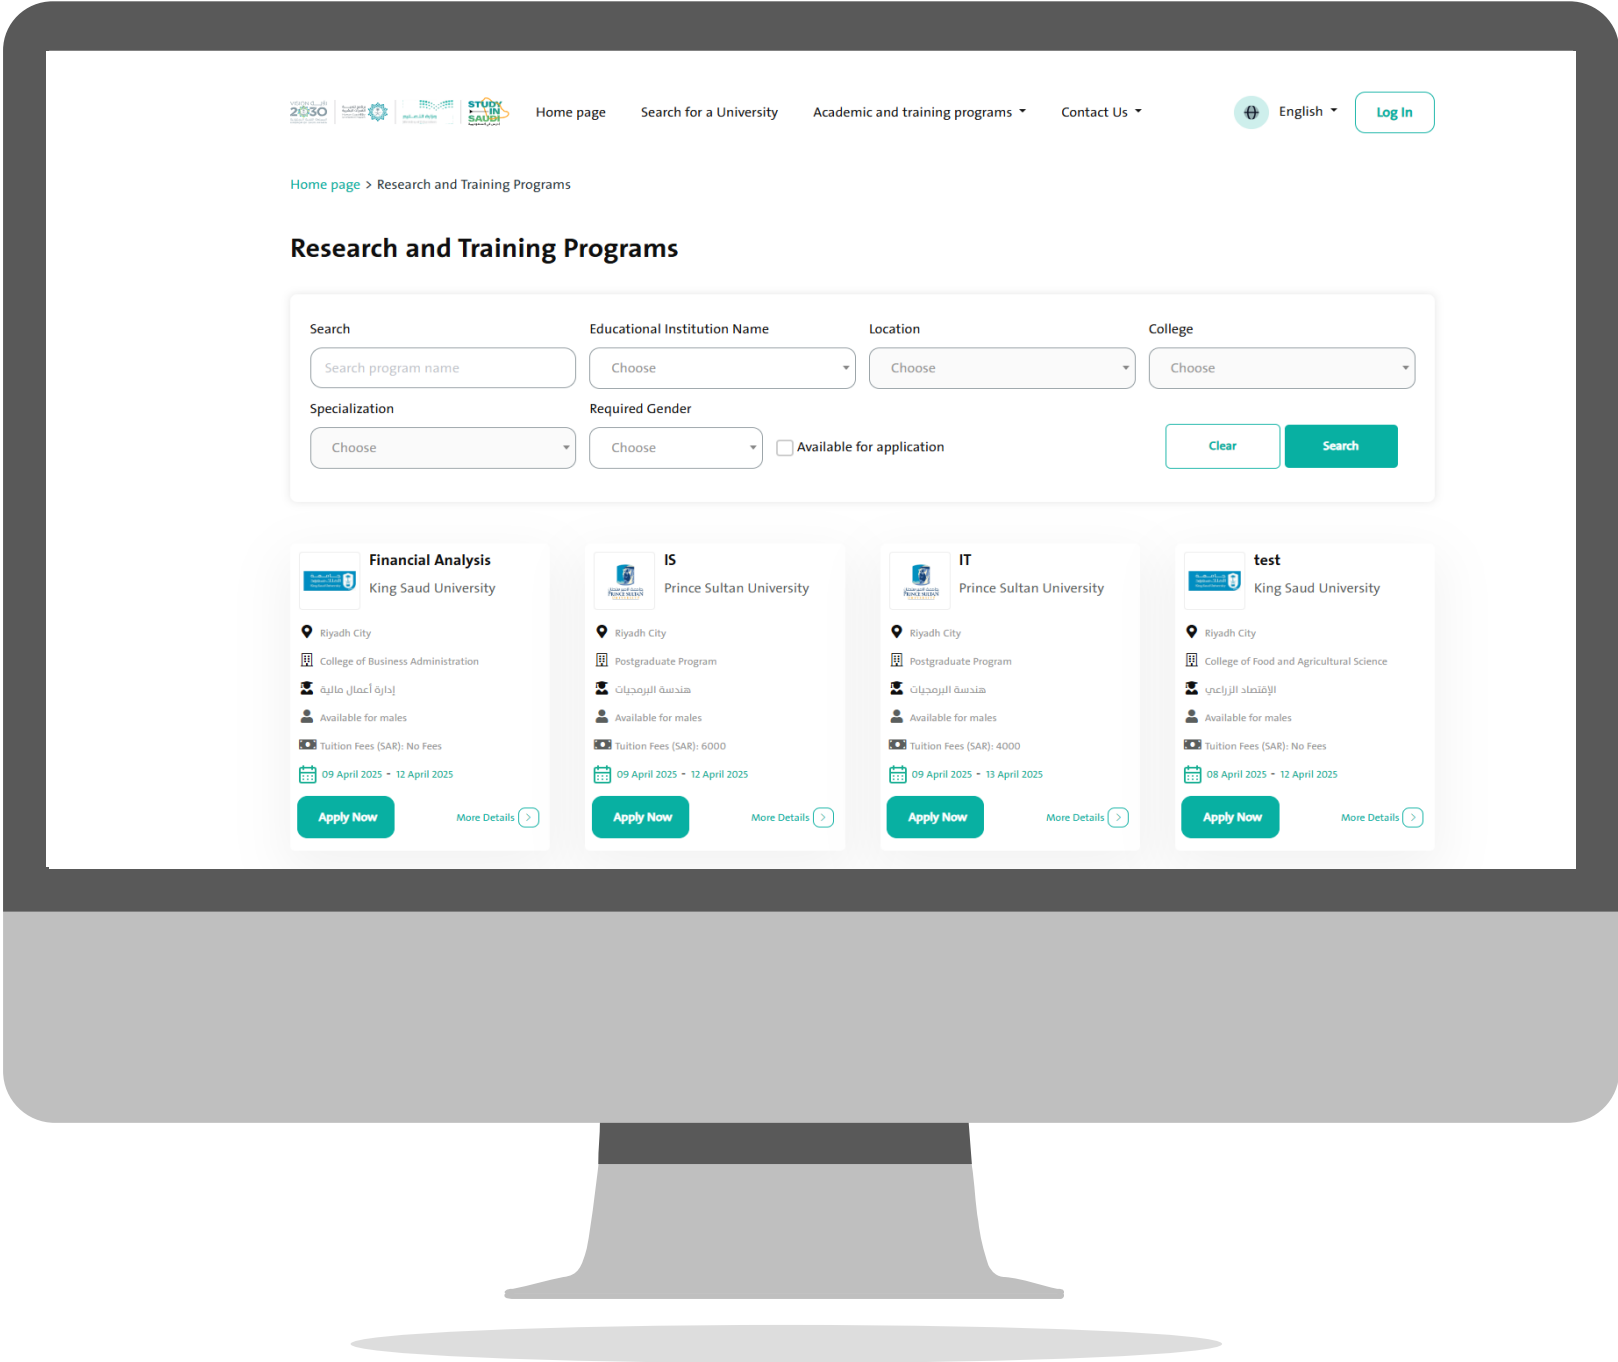 2030
STUDY
IN
SAUDI
Home page
Search for a University
Academic and training programs
Contact Us
English
Log In
Home page > Research and Training Programs
Research and Training Programs
Search
Educational Institution Name
Location
College
Search program name
Choose
Choose
Choose
Specialization
Required Gender
Choose
Choose
Available for application
Clear
Search
Financial Analysis
King Saud University
Riyadh City
College of Business Administration
إدارة أعمال مالية
Available for males
Tuition Fees (SAR): No Fees
09 April 2025 - 12 April 2025
Apply Now
More Details
IS
Prince Sultan University
PRINCE SULTAN
Riyadh City
Postgraduate Program
هندسة البرمجيات
Available for males
Tuition Fees (SAR): 6000
09 April 2025 - 12 April 2025
Apply Now
More Details
IT
Prince Sultan University
PRINCE SULTAN
Riyadh City
Postgraduate Program
هندسة البرمجيات
Available for males
Tuition Fees (SAR): 4000
09 April 2025 - 13 April 2025
Apply Now
More Details
test
King Saud University
Riyadh City
College of Food and Agricultural Science
الإقتصاد الزراعي
Available for males
Tuition Fees (SAR): No Fees
08 April 2025 - 12 April 2025
Apply Now
More Details